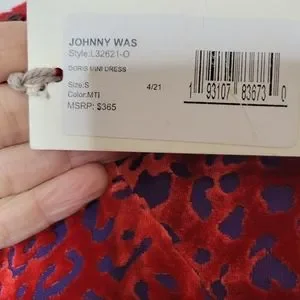 JOHNNY WAS
Style:L32621-O
DORIS MINI DRESS
Size:S 4/21
Color:MTI
MSRP: $365
1 93107 83673 0